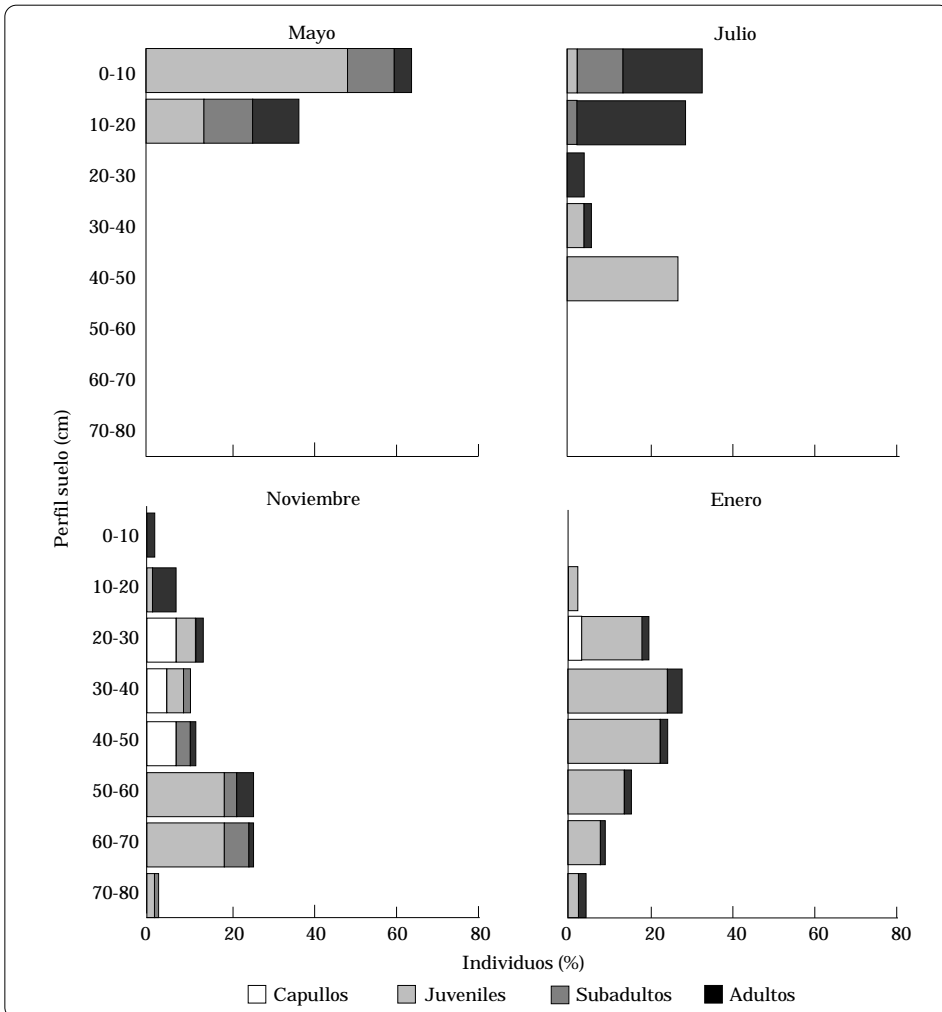 Mayo
Julio
0-10
10-20
20-30
30-40
40-50
50-60
60-70
70-80
Perfil suelo (cm)
Noviembre
Enero
0-10
10-20
20-30
30-40
40-50
50-60
60-70
70-80
0 20 40 60 80
0 20 40 60 80
Individuos (%)
Capullos Juveniles Subadultos Adultos